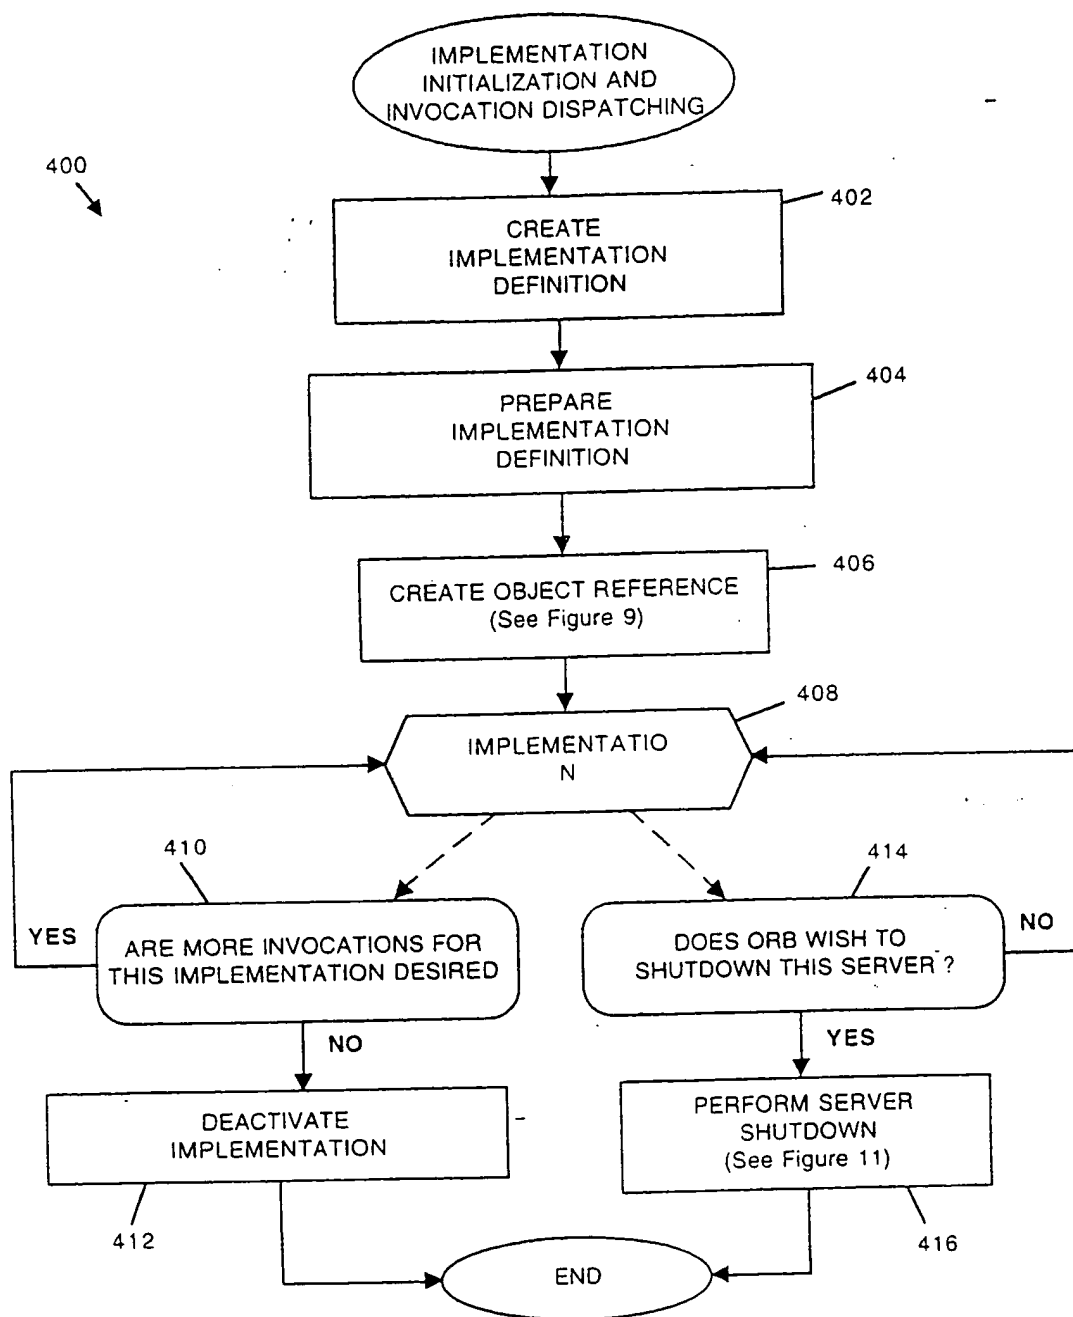 IMPLEMENTATION
INITIALIZATION AND
INVOCATION DISPATCHING
400
402
CREATE
IMPLEMENTATION
DEFINITION
404
PREPARE
IMPLEMENTATION
DEFINITION
406
CREATE OBJECT REFERENCE
(See Figure 9)
408
IMPLEMENTATIO
N
410
414
YES
ARE MORE INVOCATIONS FOR
THIS IMPLEMENTATION DESIRED
DOES ORB WISH TO
SHUTDOWN THIS SERVER ?
NO
NO
YES
DEACTIVATE
IMPLEMENTATION
PERFORM SERVER
SHUTDOWN
(See Figure 11)
412
416
END